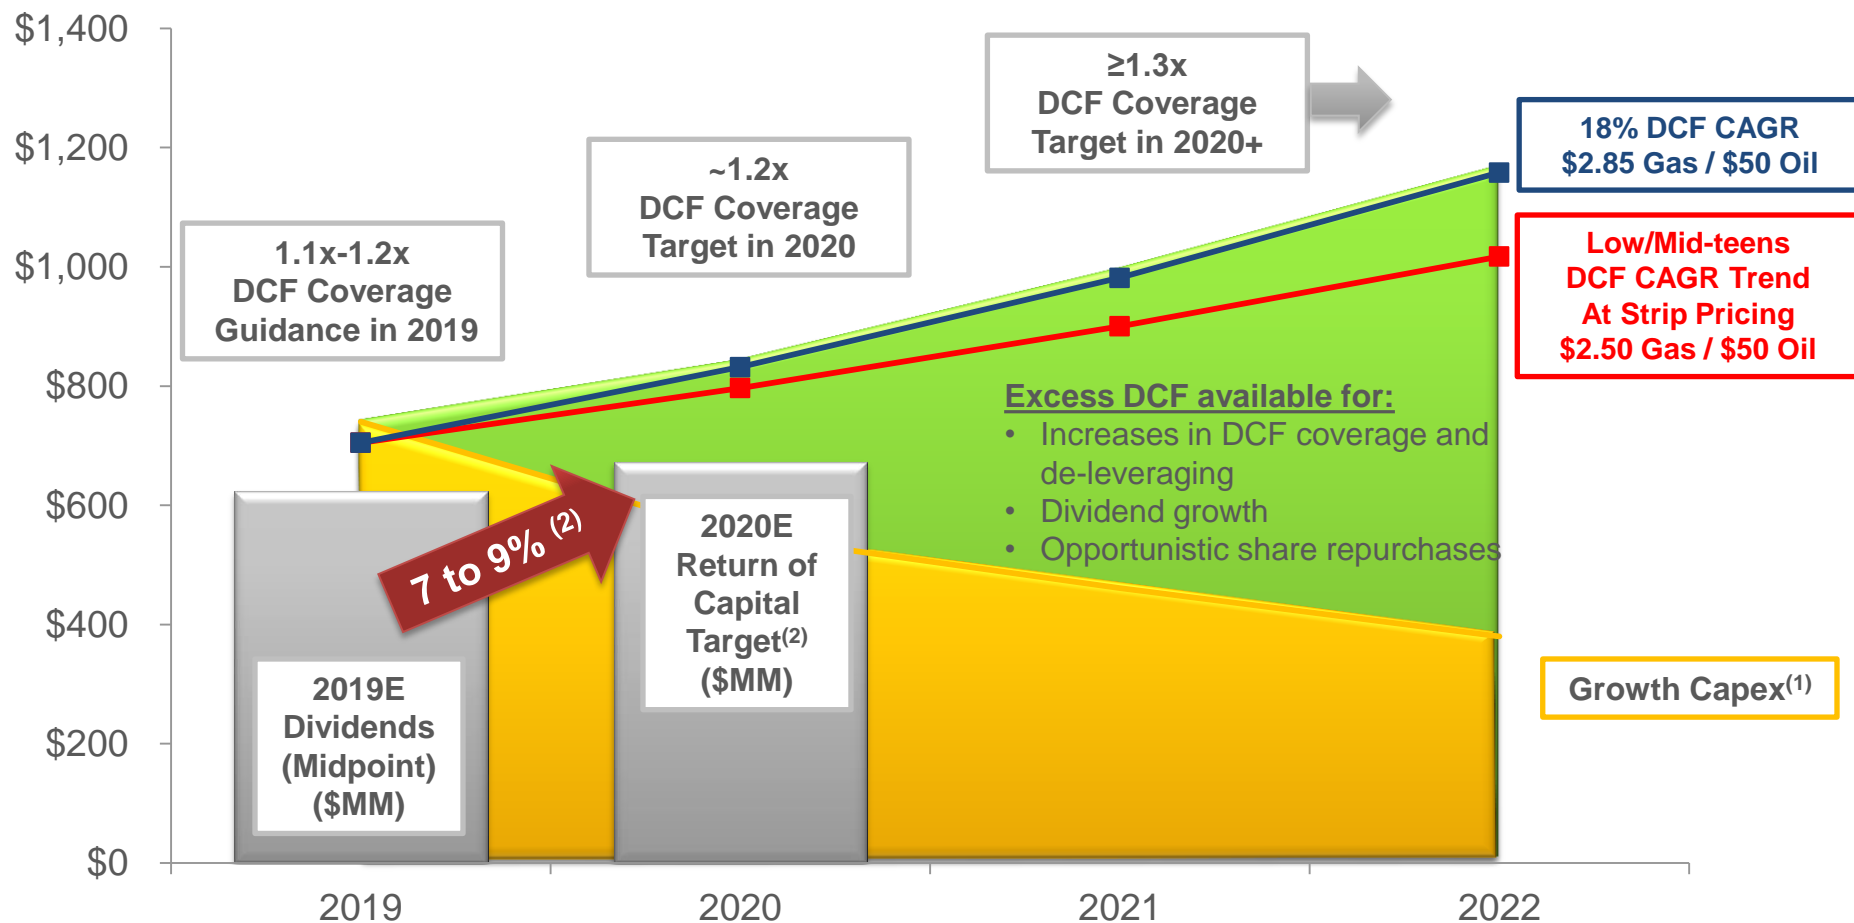 $1,400
$1,200
$1,000
$800
$600
$400
$200
$0
2019
2020
2021
2022
1.1x-1.2x
DCF Coverage
Guidance in 2019
~1.2x
DCF Coverage
Target in 2020
≥1.3x
DCF Coverage
Target in 2020+
18% DCF CAGR
$2.85 Gas / $50 Oil
Low/Mid-teens
DCF CAGR Trend
At Strip Pricing
$2.50 Gas / $50 Oil
Excess DCF available for:
• Increases in DCF coverage and
de-leveraging
• Dividend growth
• Opportunistic share repurchases
7 to 9% (2)
2019E
Dividends
(Midpoint)
($MM)
2020E
Return of
Capital
Target(2)
($MM)
Growth Capex(1)